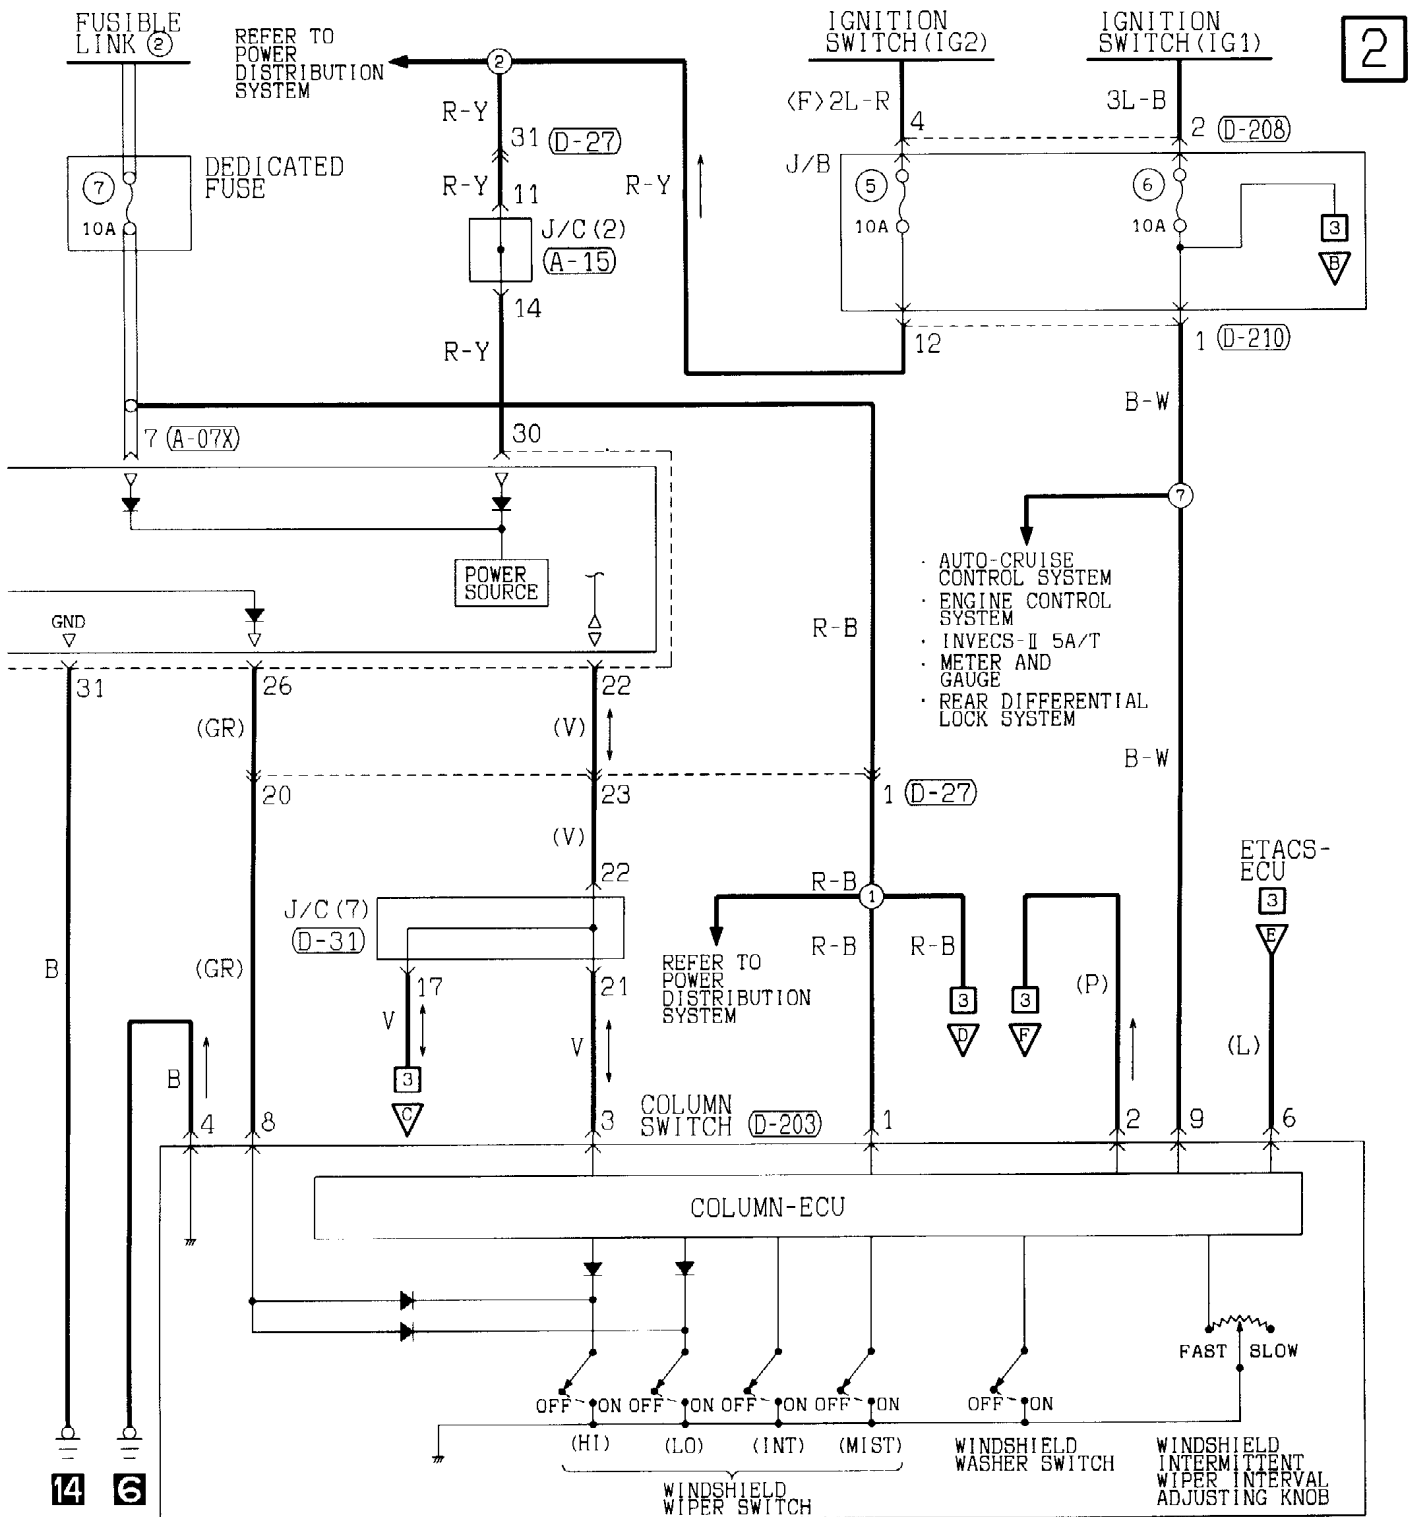 FUSIBLE
LINK ②
REFER TO
POWER
DISTRIBUTION
SYSTEM
2
IGNITION
SWITCH(IG2)
IGNITION
SWITCH(IG1)
2
R-Y
31 (D-27)
<F>2L-R
4
3L-B
2 (D-208)
DEDICATED
FUSE
7
10A
R-Y
11
R-Y
J/B
5
10A
6
10A
3
B
J/C(2)
(A-15)
14
R-Y
12
1 (D-210)
B-W
7 (A-07X)
30
7
POWER
SOURCE
GND
· AUTO-CRUISE
CONTROL SYSTEM
· ENGINE CONTROL
SYSTEM
· INVECS-Ⅱ 5A/T
· METER AND
GAUGE
· REAR DIFFERENTIAL
LOCK SYSTEM
R-B
31
26
22
(GR)
(V)
B-W
20
23
1 (D-27)
(V)
22
ETACS-
ECU
3
E
J/C(7)
(D-31)
R-B
1
R-B
R-B
B
(GR)
17
21
REFER TO
POWER
DISTRIBUTION
SYSTEM
3
D
3
F
(P)
V
V
(L)
B
3
C
4
8
3
COLUMN
SWITCH (D-203)
1
2
9
6
COLUMN-ECU
FAST SLOW
OFF ON OFF ON OFF ON OFF ON OFF ON
(HI) (LO) (INT) (MIST)
WINDSHIELD
WIPER SWITCH
WINDSHIELD
WASHER SWITCH
WINDSHIELD
INTERMITTENT
WIPER INTERVAL
ADJUSTING KNOB
14
6